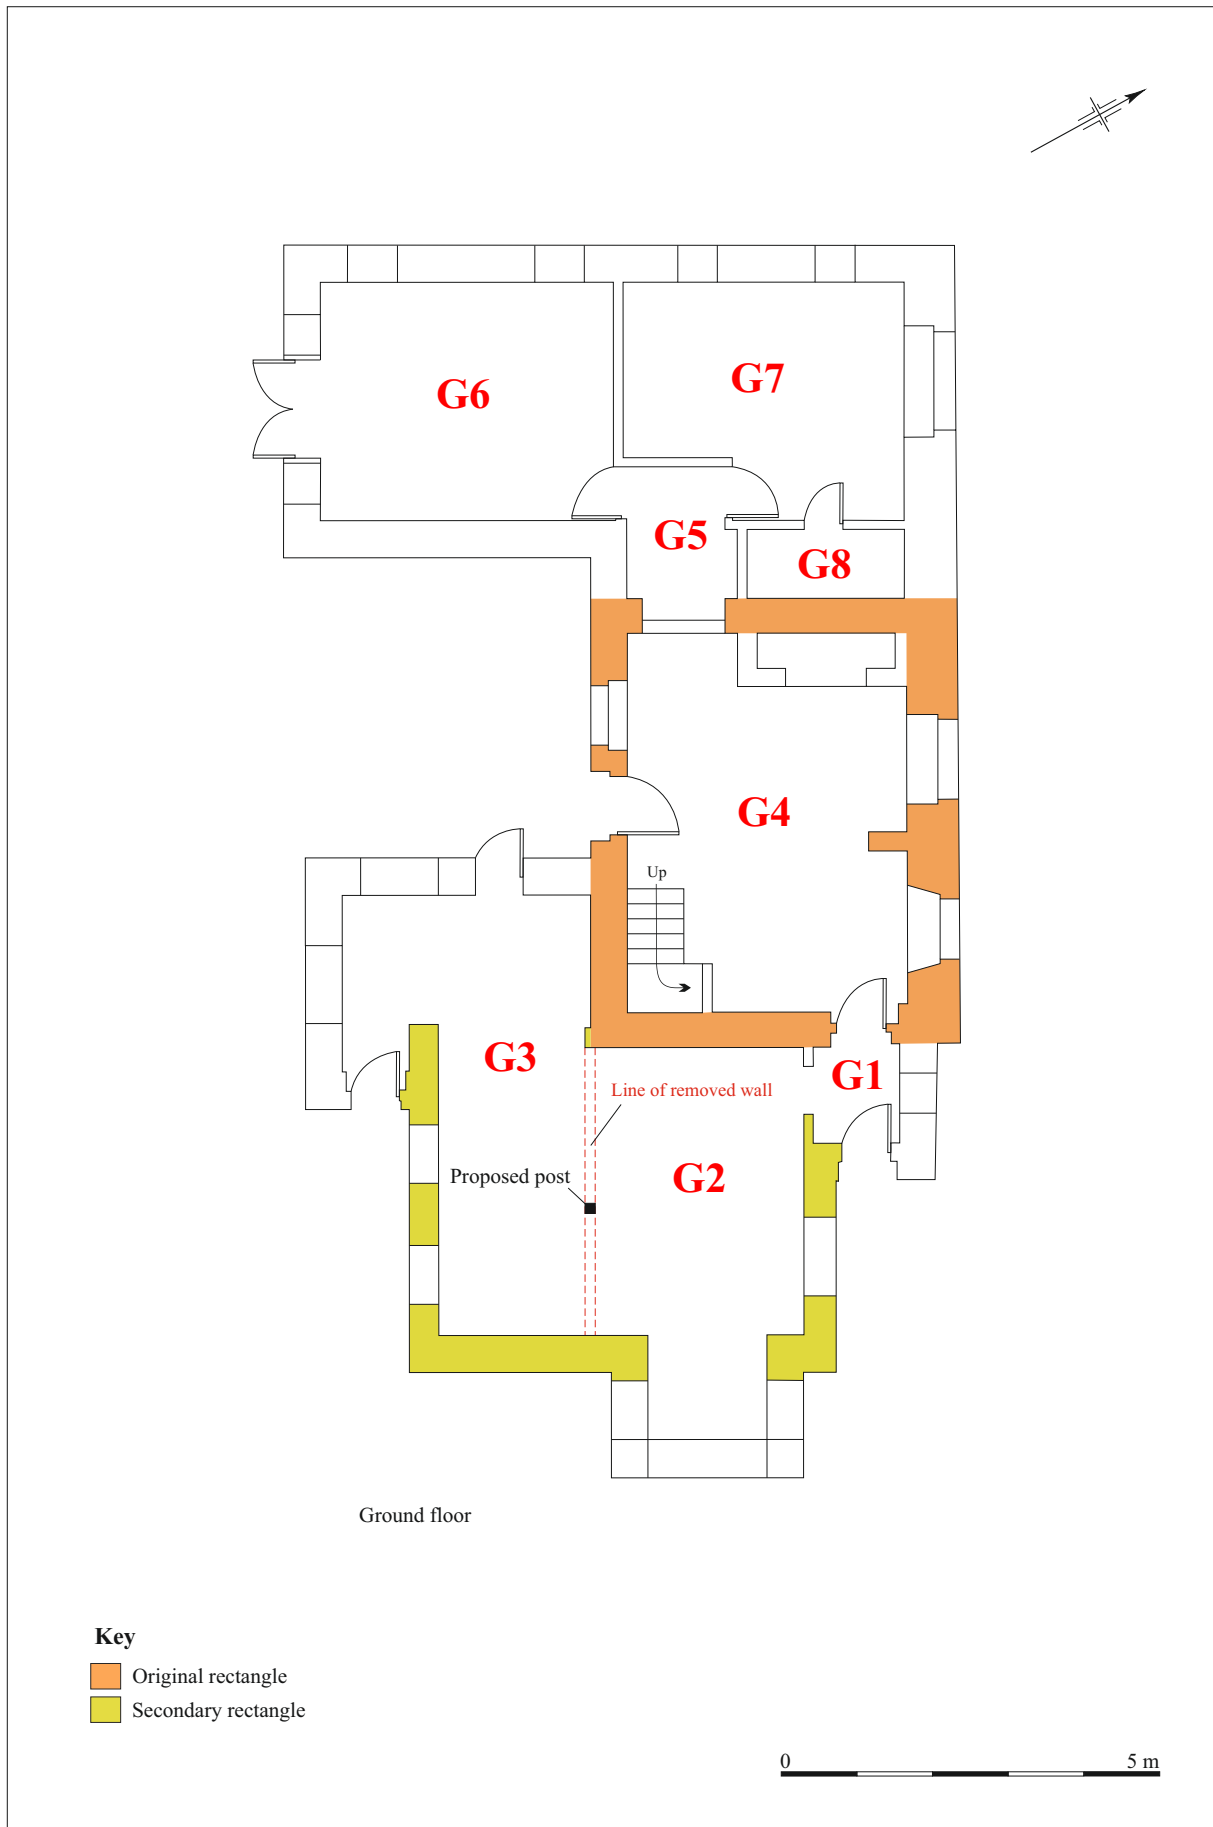 G6
G7
G5
G8
G4
Up
G3
G1
Line of removed wall
Proposed post
G2
Ground floor
Key
Original rectangle
Secondary rectangle
0 5 m